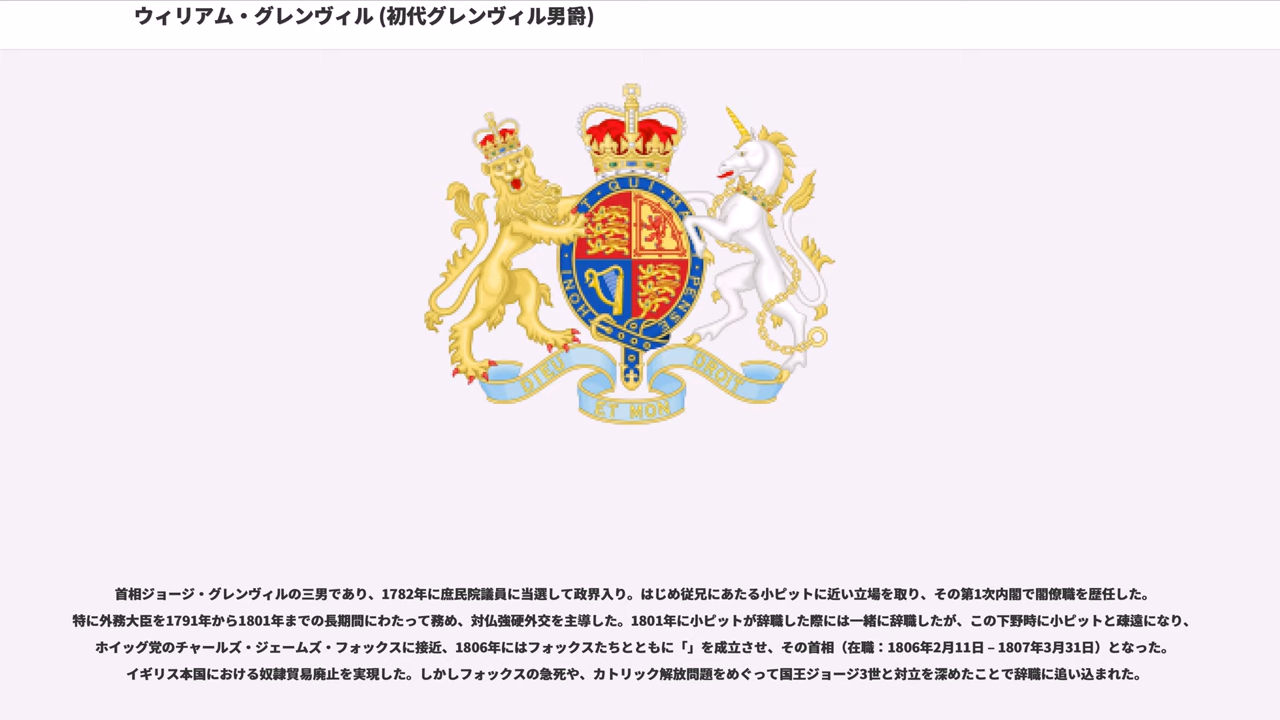 ウィリアム・グレンヴィル (初代グレンヴィル男爵)
T・QUI・MA
・HONI
PENSE
DIEU
ET MON
DROIT
首相ジョージ・グレンヴィルの三男であり、1782年に庶民院議員に当選して政界入り。はじめ従兄にあたる小ピットに近い立場を取り、その第1次内閣で閣僚職を歴任した。
特に外務大臣を1791年から1801年までの長期間にわたって務め、対仏強硬外交を主導した。1801年に小ピットが辞職した際には一緒に辞職したが、この下野時に小ピットと疎遠になり、
ホイッグ党のチャールズ・ジェームズ・フォックスに接近、1806年にはフォックスたちとともに「」を成立させ、その首相（在職：1806年2月11日 – 1807年3月31日）となった。
イギリス本国における奴隷貿易廃止を実現した。しかしフォックスの急死や、カトリック解放問題をめぐって国王ジョージ3世と対立を深めたことで辞職に追い込まれた。